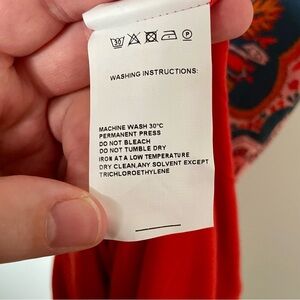 WASHING INSTRUCTIONS:
MACHINE WASH 30°C
PERMANENT PRESS
DO NOT BLEACH
DO NOT TUMBLE DRY
IRON AT A LOW TEMPERATURE
DRY CLEAN,ANY SOLVENT EXCEPT
TRICHLOROETHYLENE